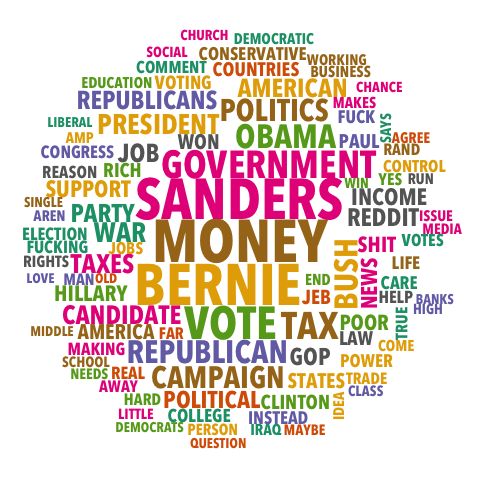 CHURCH DEMOCRATIC
SOCIAL CONSERVATIVE WORKING
COMMENT COUNTRIES BUSINESS
EDUCATION VOTING AMERICAN CHANCE
REPUBLICANS POLITICS MAKES
LIBERAL PRESIDENT OBAMA FUCK SAYS
AMP WON PAUL AGREE
CONGRESS JOB GOVERNMENT RAND
REASON RICH CONTROL
SUPPORT SANDERS WIN YES RUN
SINGLE INCOME
AREN PARTY REDDIT ISSUE
ELECTION WAR MONEY MEDIA
FUCKING JOBS BUSH SHIT VOTES
RIGHTS TAXES BERNIE NEWS LIFE
LOVE MAN OLD END CARE
HILLARY JEB HELP BANKS
CANDIDATE VOTE TAX POOR TRUE HIGH
MIDDLE AMERICA FAR LAW
MAKING REPUBLICAN GOP COME
SCHOOL POWER
NEEDS REAL CAMPAIGN STATES TRADE
AWAY CLASS
HARD POLITICAL CLINTON IDEA
LITTLE COLLEGE INSTEAD
DEMOCRATS PERSON IRAQ MAYBE
QUESTION